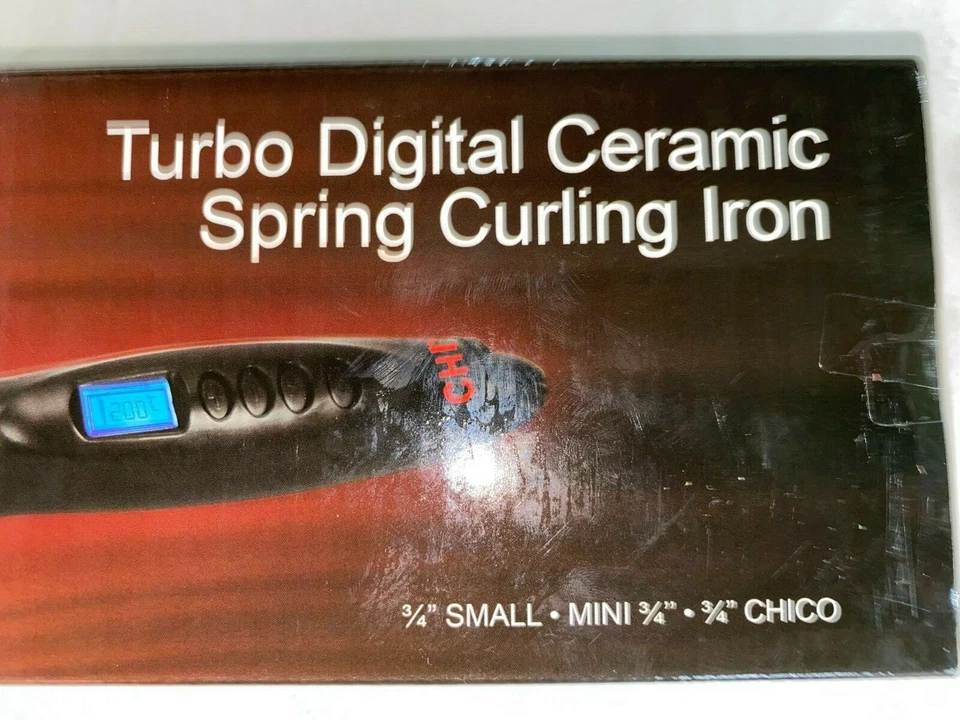 Turbo Digital Ceramic
Spring Curling Iron
200°C
CHI
¾" SMALL • MINI ¾" • ¾" CHICO